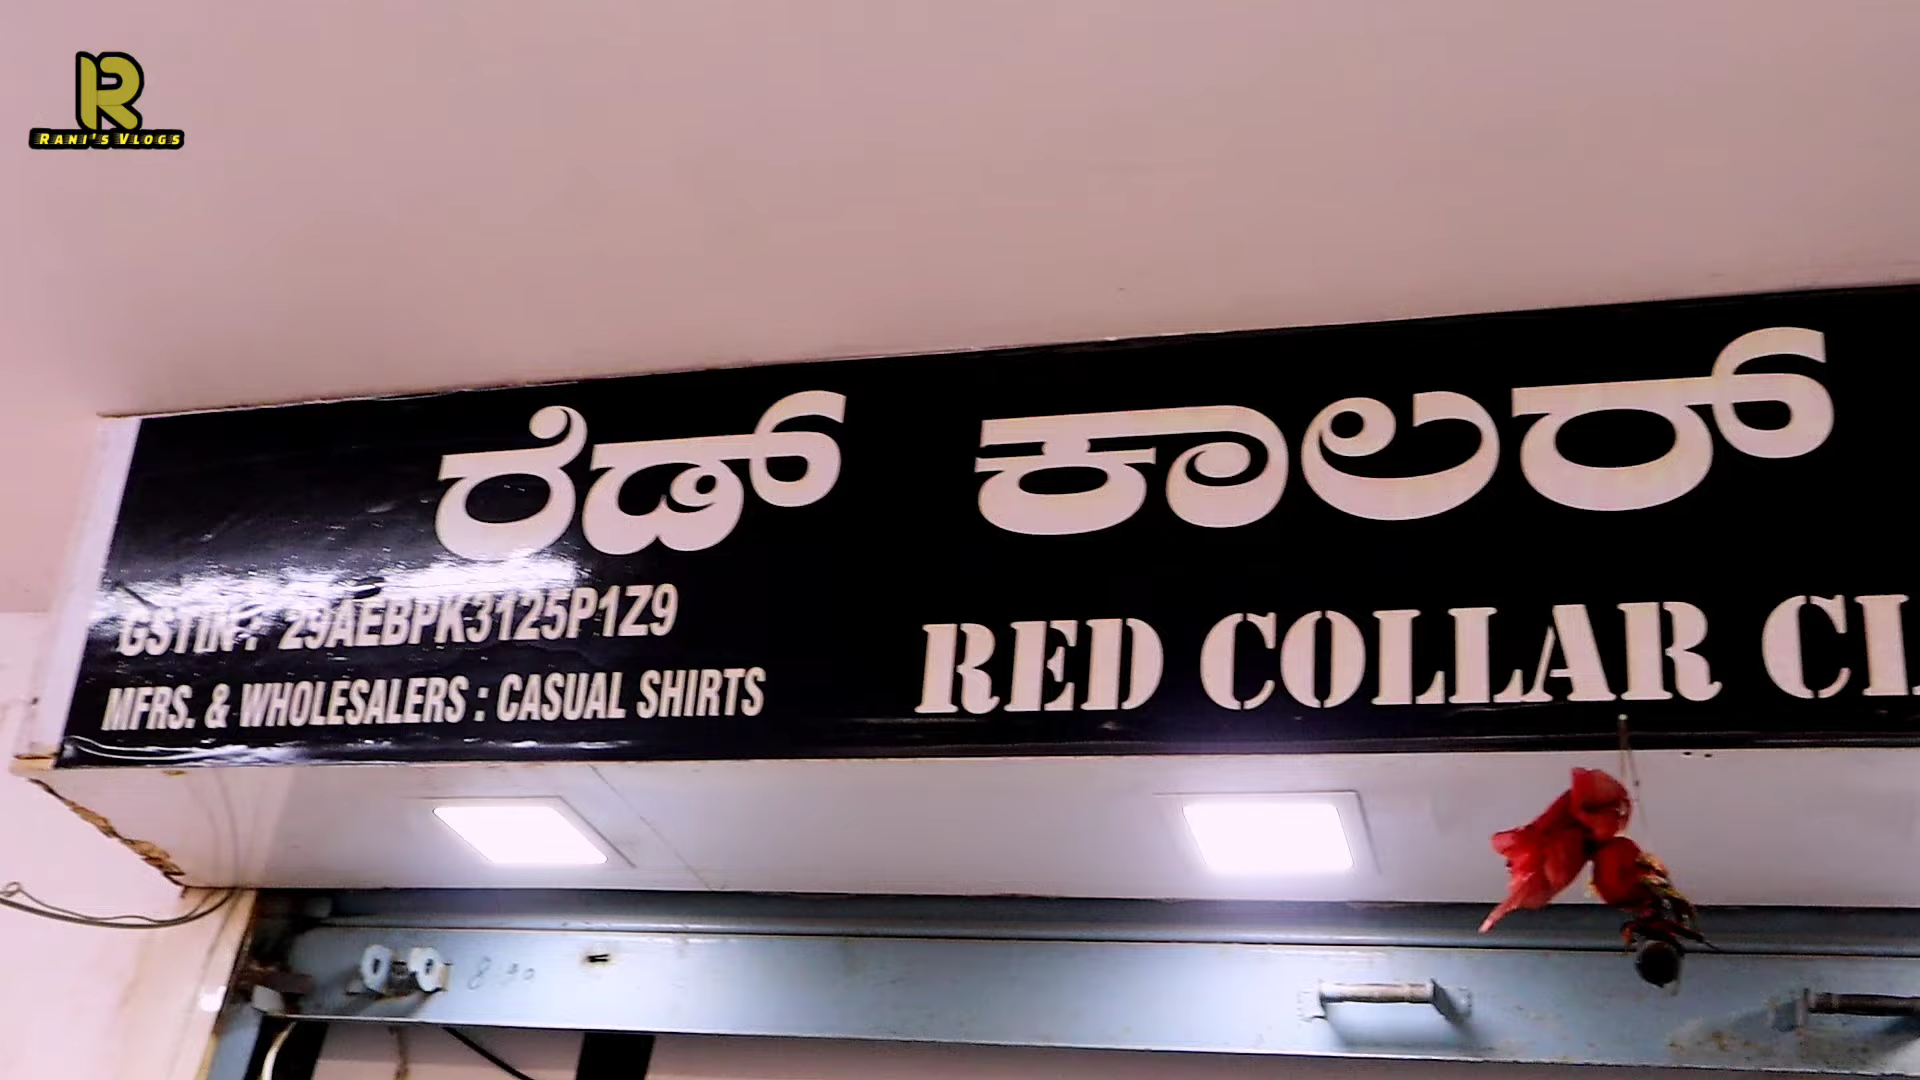 RANI'S VLOGS
ರೆಡ್ ಕಾಲರ್
GSTIN : 29AEBPK3125P1Z9
MFRS. & WHOLESALERS : CASUAL SHIRTS
RED COLLAR